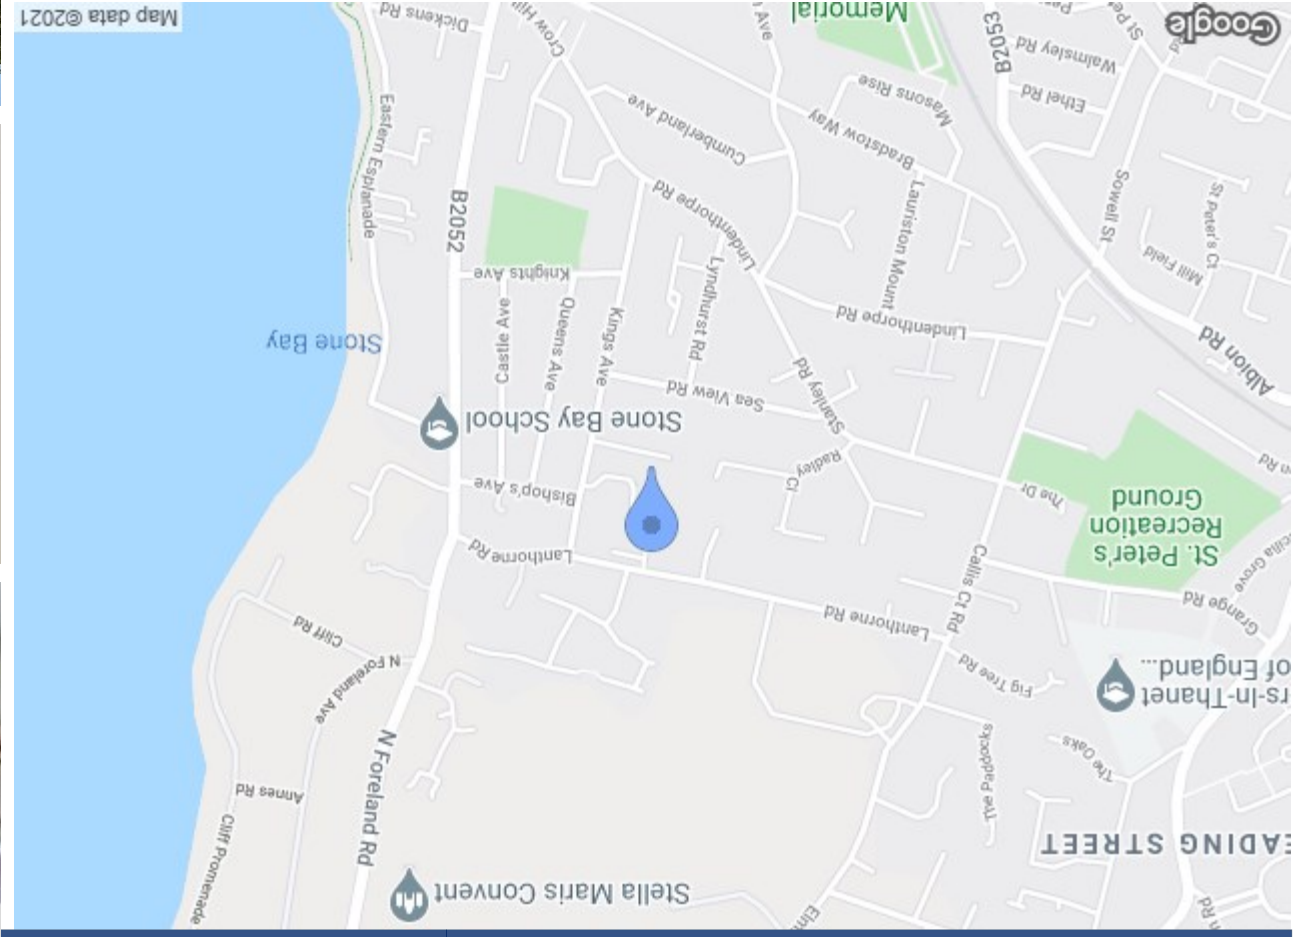 Stella Maris Convent
Cliff Promenade
EADING STREET
The Paddocks
N Foreland Rd
Annes Rd
The Oaks
rs-In-Thanet
of England...
Fig Tree Rd
N Foreland Ave
Cliff Rd
Grange Rd
Callis Ct Rd
Lanthorne Rd
Lanthorne Rd
St. Peter's
Recreation
Ground
The Dr
Radley Cl
Bishop's Ave
Stone Bay School
Albion Rd
Stanley Rd
Sea View Rd
Kings Ave
Queens Ave
Castle Ave
Stone Bay
Lindenthorpe Rd
Lyndhurst Rd
Knights Ave
Mill Field
St Peter's Ct
Sowell St
Lauriston Mount
Lindenthorpe Rd
B2052
Eastern Esplanade
Bradstow Way
Cumberland Ave
Ethel Rd
Masons Rise
Walmsley Rd
B2053
Crow Hill
Dickens Rd
Google
Memorial
Map data ©2021